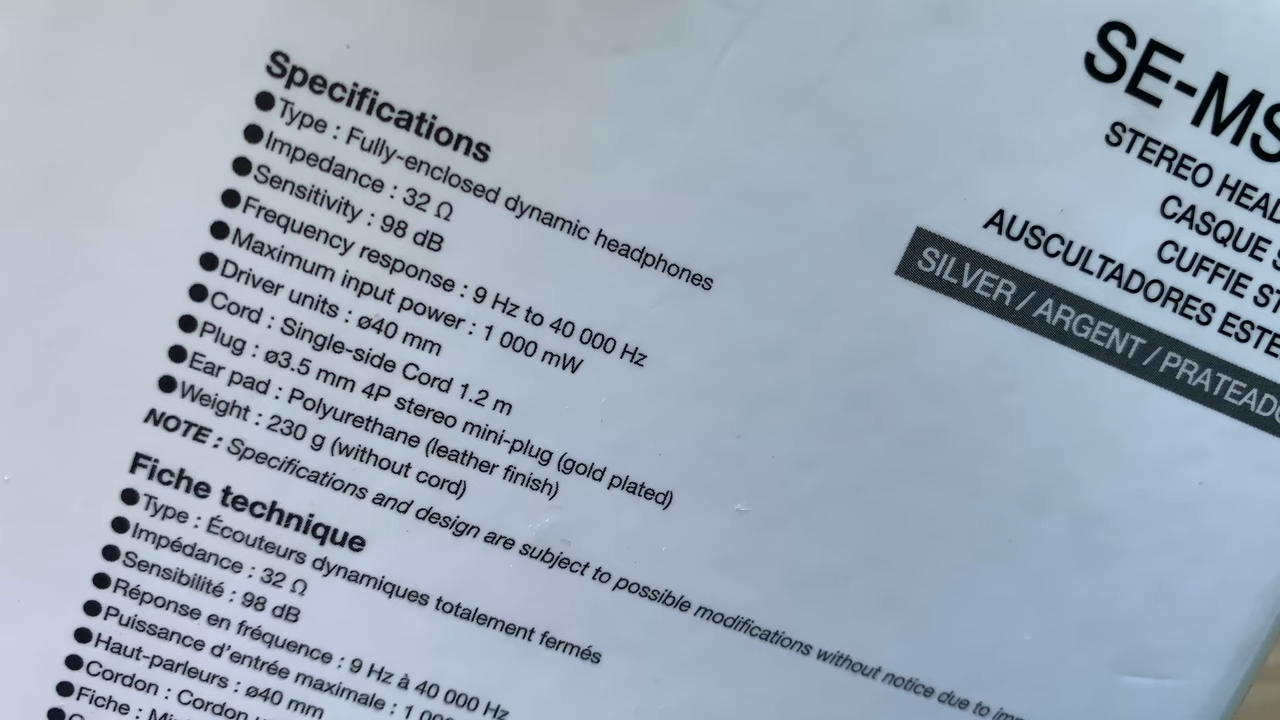 Specifications
●Type : Fully-enclosed dynamic headphones
●Impedance : 32 Ω
●Sensitivity : 98 dB
●Frequency response : 9 Hz to 40 000 Hz
●Maximum input power : 1 000 mW
●Driver units : ø40 mm
●Cord : Single-side Cord 1.2 m
●Plug : ø3.5 mm 4P stereo mini-plug (gold plated)
●Ear pad : Polyurethane (leather finish)
●Weight : 230 g (without cord)
NOTE : Specifications and design are subject to possible modifications without notice due to
Fiche technique
●Type : Écouteurs dynamiques totalement fermés
●Impédance : 32 Ω
●Sensibilité : 98 dB
●Réponse en fréquence : 9 Hz à 40 000 Hz
●Puissance d'entrée maximale : 1
●Haut-parleurs : ø40 mm
●Cordon : Cordon
●Fiche :
SE-MS
STEREO
CASQUE
CUFFIE
AUSCULTADORES
SILVER / ARGENT / PRATEADO